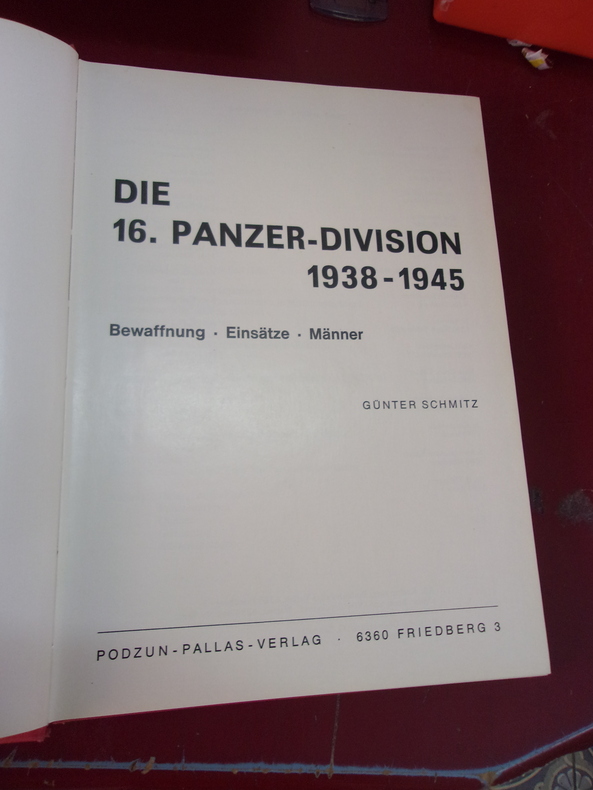 DIE
16. PANZER-DIVISION
1938-1945
Bewaffnung · Einsätze · Männer
GÜNTER SCHMITZ
PODZUN-PALLAS-VERLAG · 6360 FRIEDBERG 3